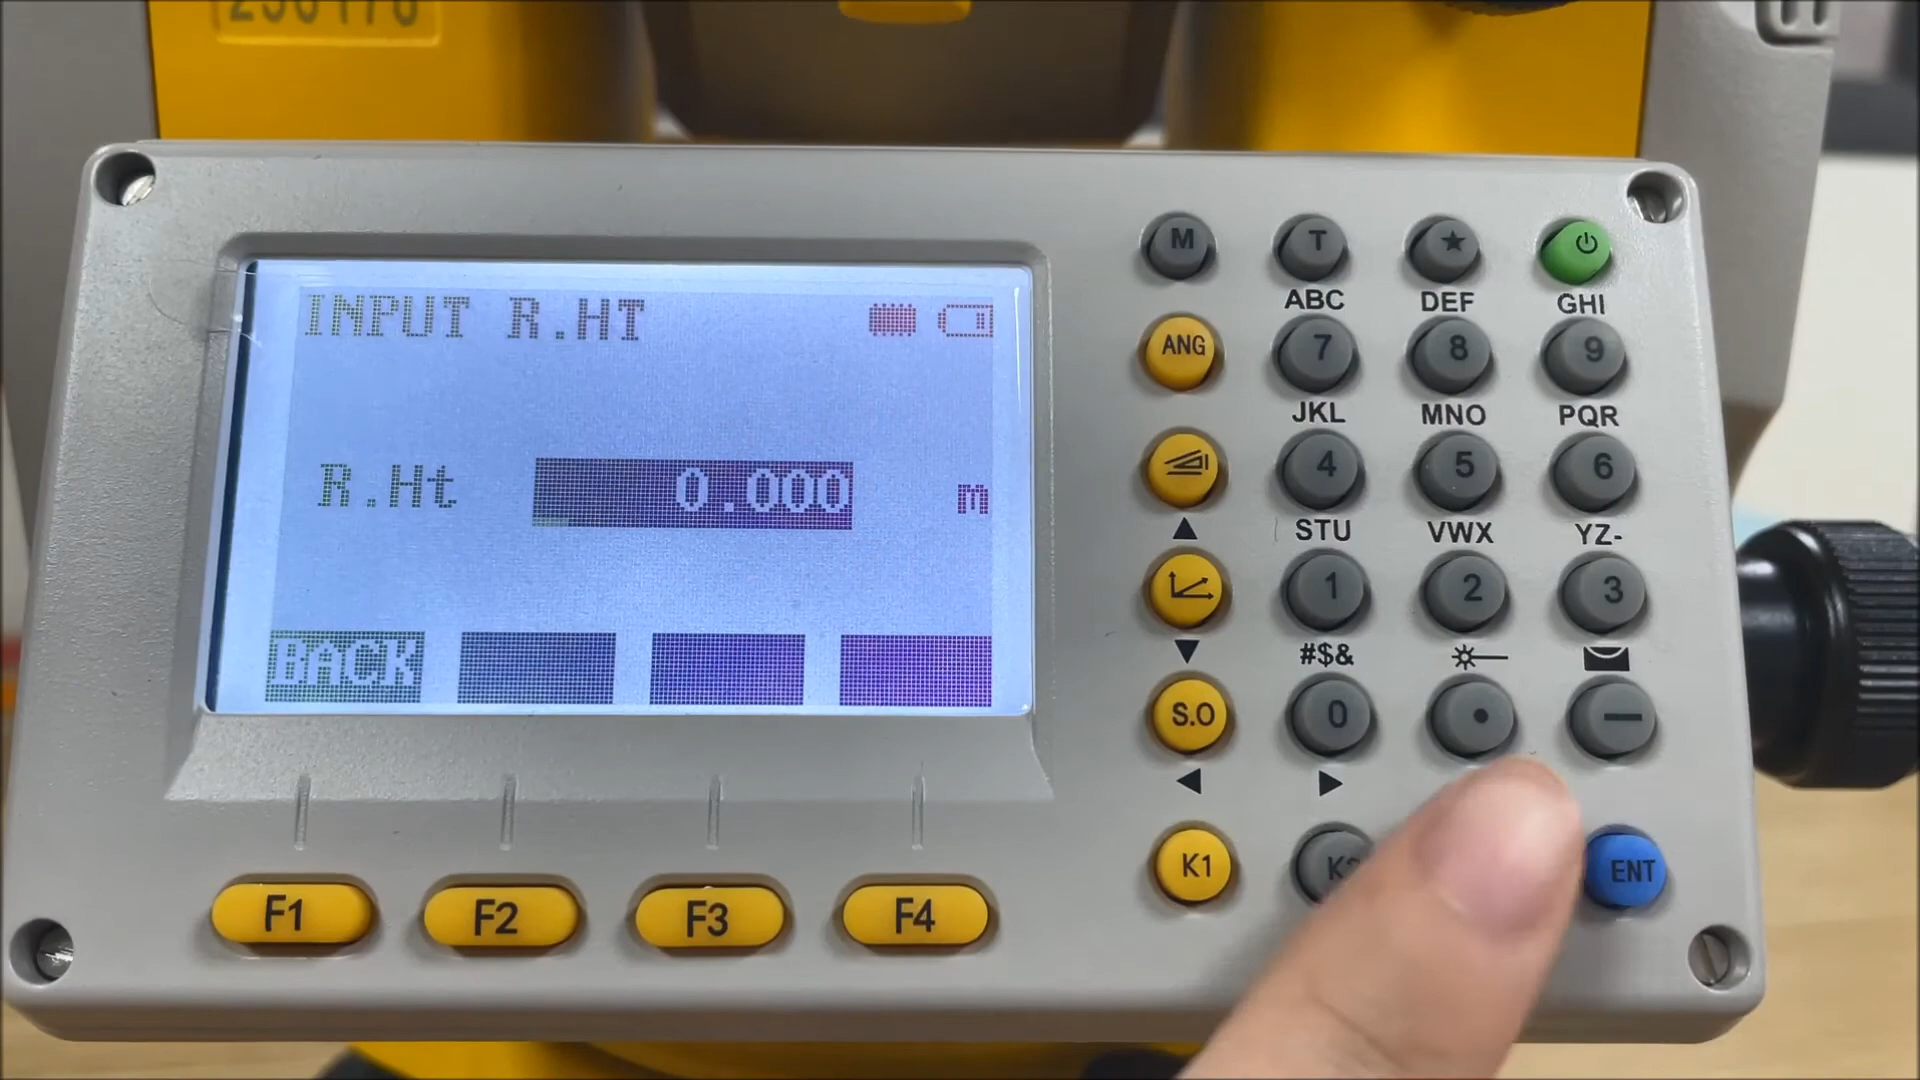 INPUT R.HT
R.Ht 0.000 m
BACK
F1 F2 F3 F4
M T ★
ABC DEF GHI
ANG 7 8 9
JKL MNO PQR
4 5 6
▲ STU VWX YZ-
1 2 3
▼ #$&
S.O 0 • —
◀ ▶
K1 ENT